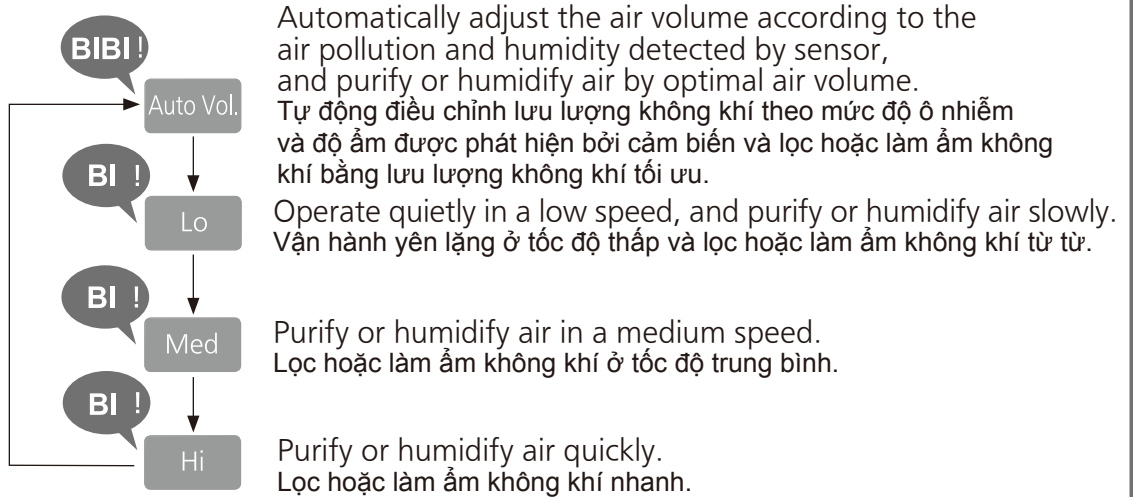 BIBI !
Auto Vol.
Automatically adjust the air volume according to the
air pollution and humidity detected by sensor,
and purify or humidify air by optimal air volume.
Tự động điều chỉnh lưu lượng không khí theo mức độ ô nhiễm
và độ ẩm được phát hiện bởi cảm biến và lọc hoặc làm ẩm không
khí bằng lưu lượng không khí tối ưu.
BI !
Lo
Operate quietly in a low speed, and purify or humidify air slowly.
Vận hành yên lặng ở tốc độ thấp và lọc hoặc làm ẩm không khí từ từ.
BI !
Med
Purify or humidify air in a medium speed.
Lọc hoặc làm ẩm không khí ở tốc độ trung bình.
BI !
Hi
Purify or humidify air quickly.
Lọc hoặc làm ẩm không khí nhanh.